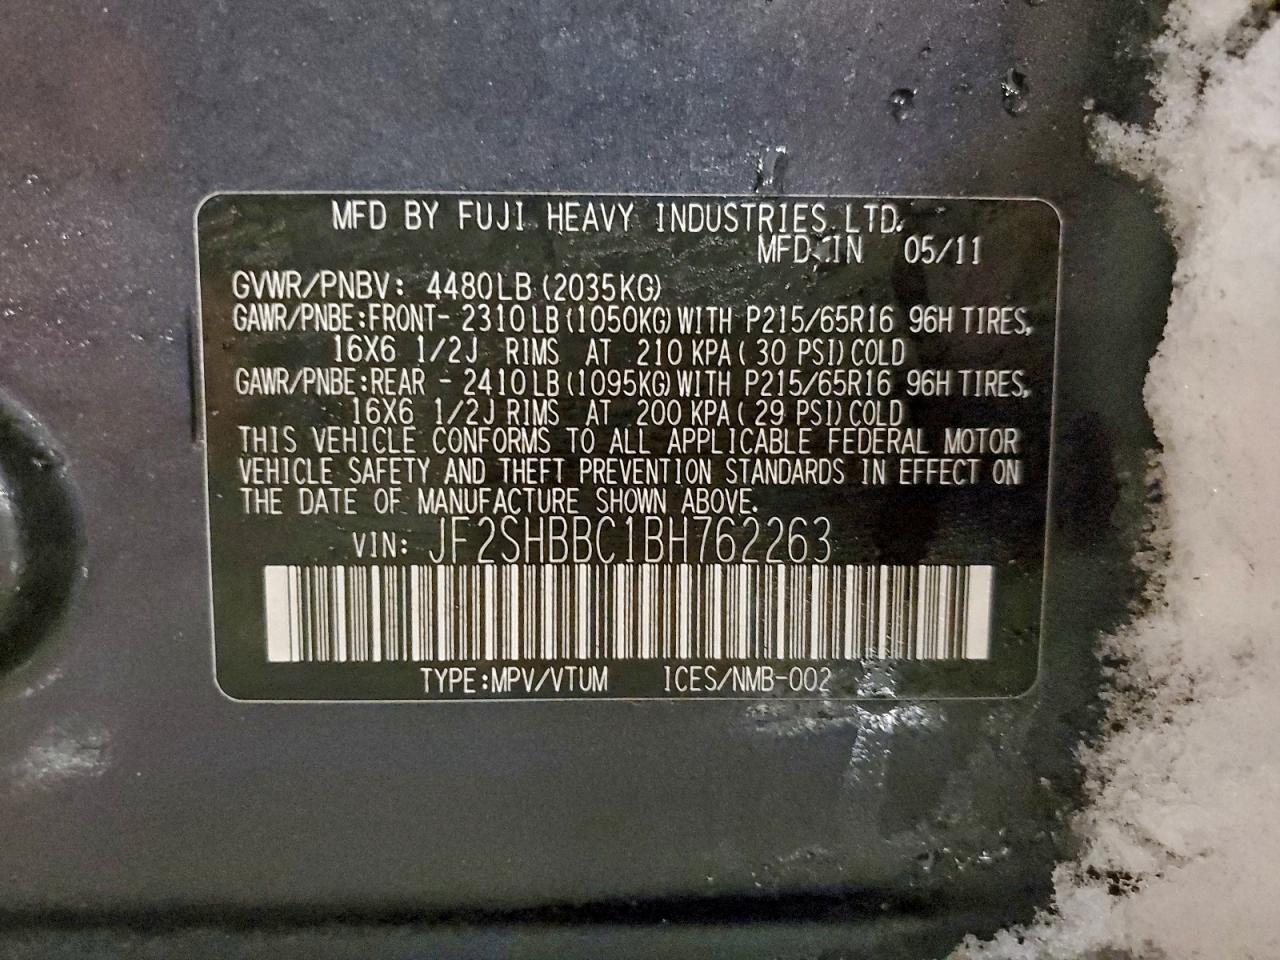 MFD BY FUJI HEAVY INDUSTRIES.LTD.
MFD IN 05/11
GVWR/PNBV: 4480LB(2035KG)
GAWR/PNBE:FRONT- 2310LB(1050KG)WITH P215/65R16 96H TIRES,
16X6 1/2J RIMS AT 210 KPA(30 PSI)COLD
GAWR/PNBE:REAR - 2410LB(1095KG)WITH P215/65R16 96H TIRES,
16X6 1/2J RIMS AT 200 KPA(29 PSI)COLD
THIS VEHICLE CONFORMS TO ALL APPLICABLE FEDERAL MOTOR
VEHICLE SAFETY AND THEFT PREVENTION STANDARDS IN EFFECT ON
THE DATE OF MANUFACTURE SHOWN ABOVE.
VIN: JF2SHBBC1BH762263
TYPE:MPV/VTUM ICES/NMB-002